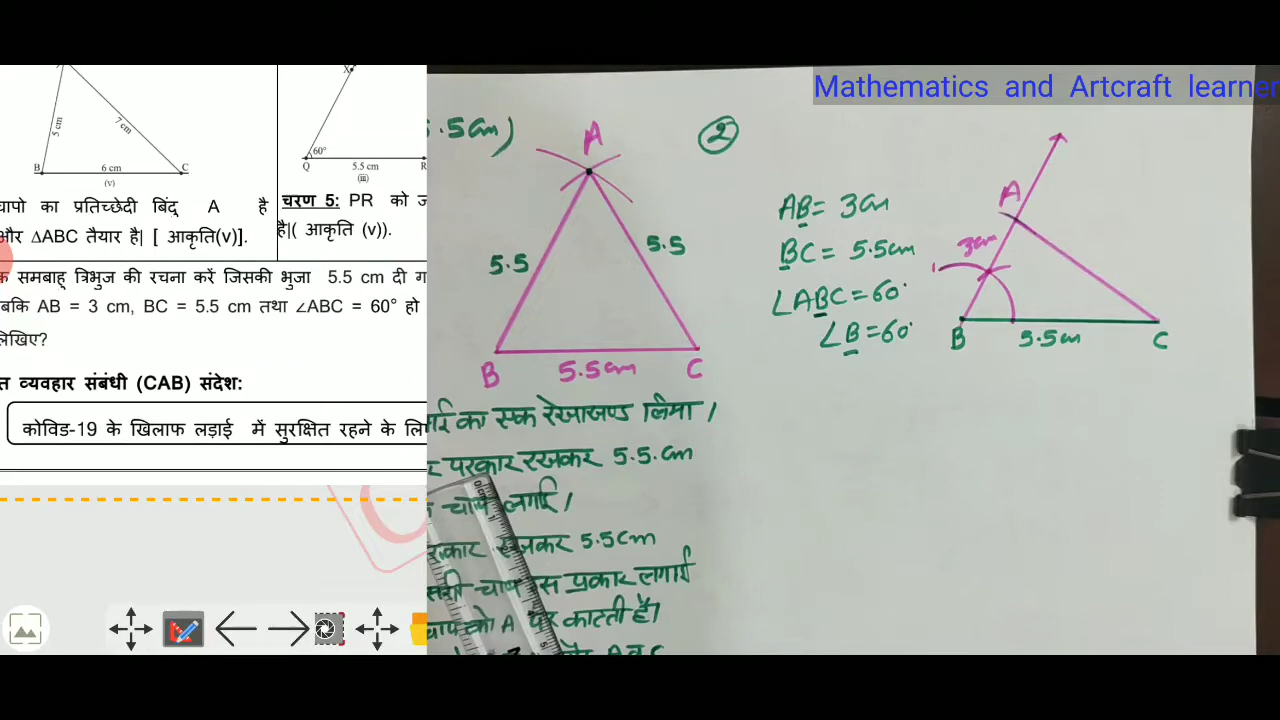 Mathematics and Artcraft learner
5 cm
7 cm
B
6 cm
C
(v)
X
60°
Q
5.5 cm
R
(iii)
चापो का प्रतिच्छेदी बिंदु A है
और ΔABC तैयार है| [ आकृति(v)].
चरण 5: PR को ज
है|( आकृति (v)).
क समबाहु त्रिभुज की रचना करें जिसकी भुजा 5.5 cm दी ग
बकि AB = 3 cm, BC = 5.5 cm तथा ∠ABC = 60° हो
लिखिए?
त व्यवहार संबंधी (CAB) संदेश:
कोविड-19 के खिलाफ लड़ाई में सुरक्षित रहने के लि
.5cm)
A
5.5
5.5
B
5.5cm
C
का एक रेखाखण्ड लिया।
परकार रखकर 5.5.cm
चाप लगाई।
रखकर 5.5cm
चाप इस प्रकार लगाई
चाप को A पर काटती है।
A व C
2
AB = 3cm
BC = 5.5cm
∠ABC = 60°
∠B = 60°
A
3cm
B
5.5cm
C